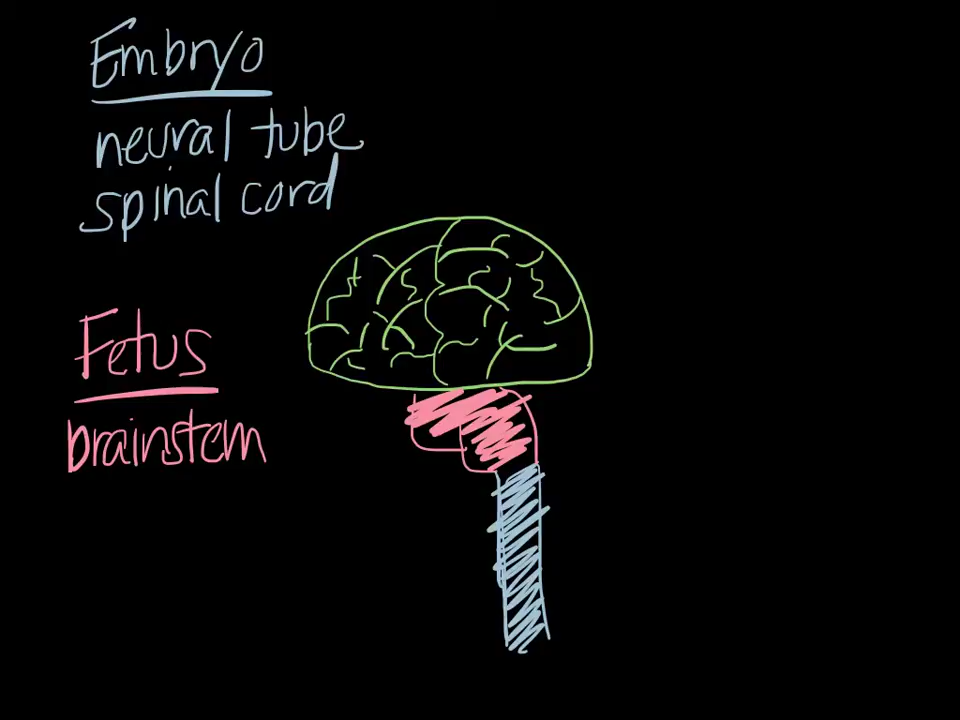 Embryo
neural tube
spinal cord
Fetus
brainstem